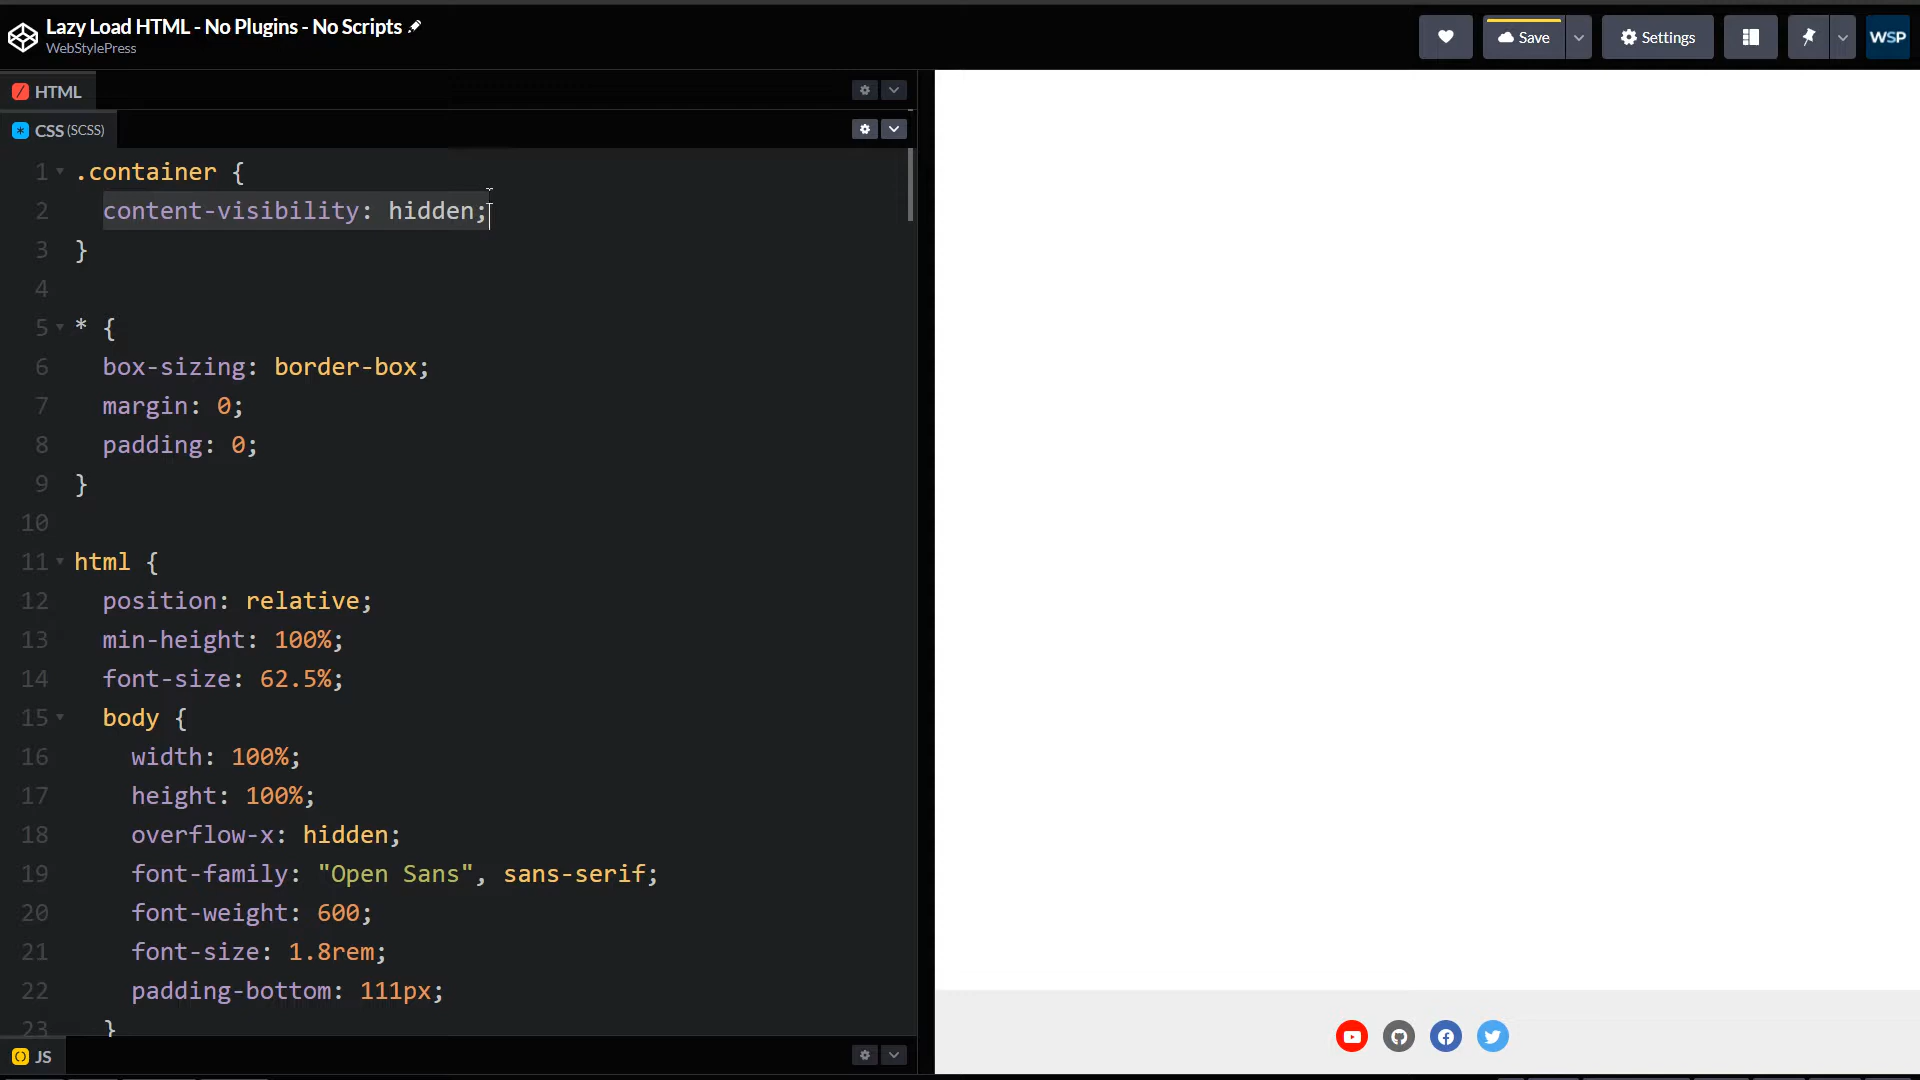 Lazy Load HTML - No Plugins - No Scripts
WebStylePress
Save
Settings
WSP
HTML
CSS (SCSS)
1 .container {
2 content-visibility: hidden;
3 }
4
5 * {
6 box-sizing: border-box;
7 margin: 0;
8 padding: 0;
9 }
10
11 html {
12 position: relative;
13 min-height: 100%;
14 font-size: 62.5%;
15 body {
16 width: 100%;
17 height: 100%;
18 overflow-x: hidden;
19 font-family: "Open Sans", sans-serif;
20 font-weight: 600;
21 font-size: 1.8rem;
22 padding-bottom: 111px;
23 }
JS